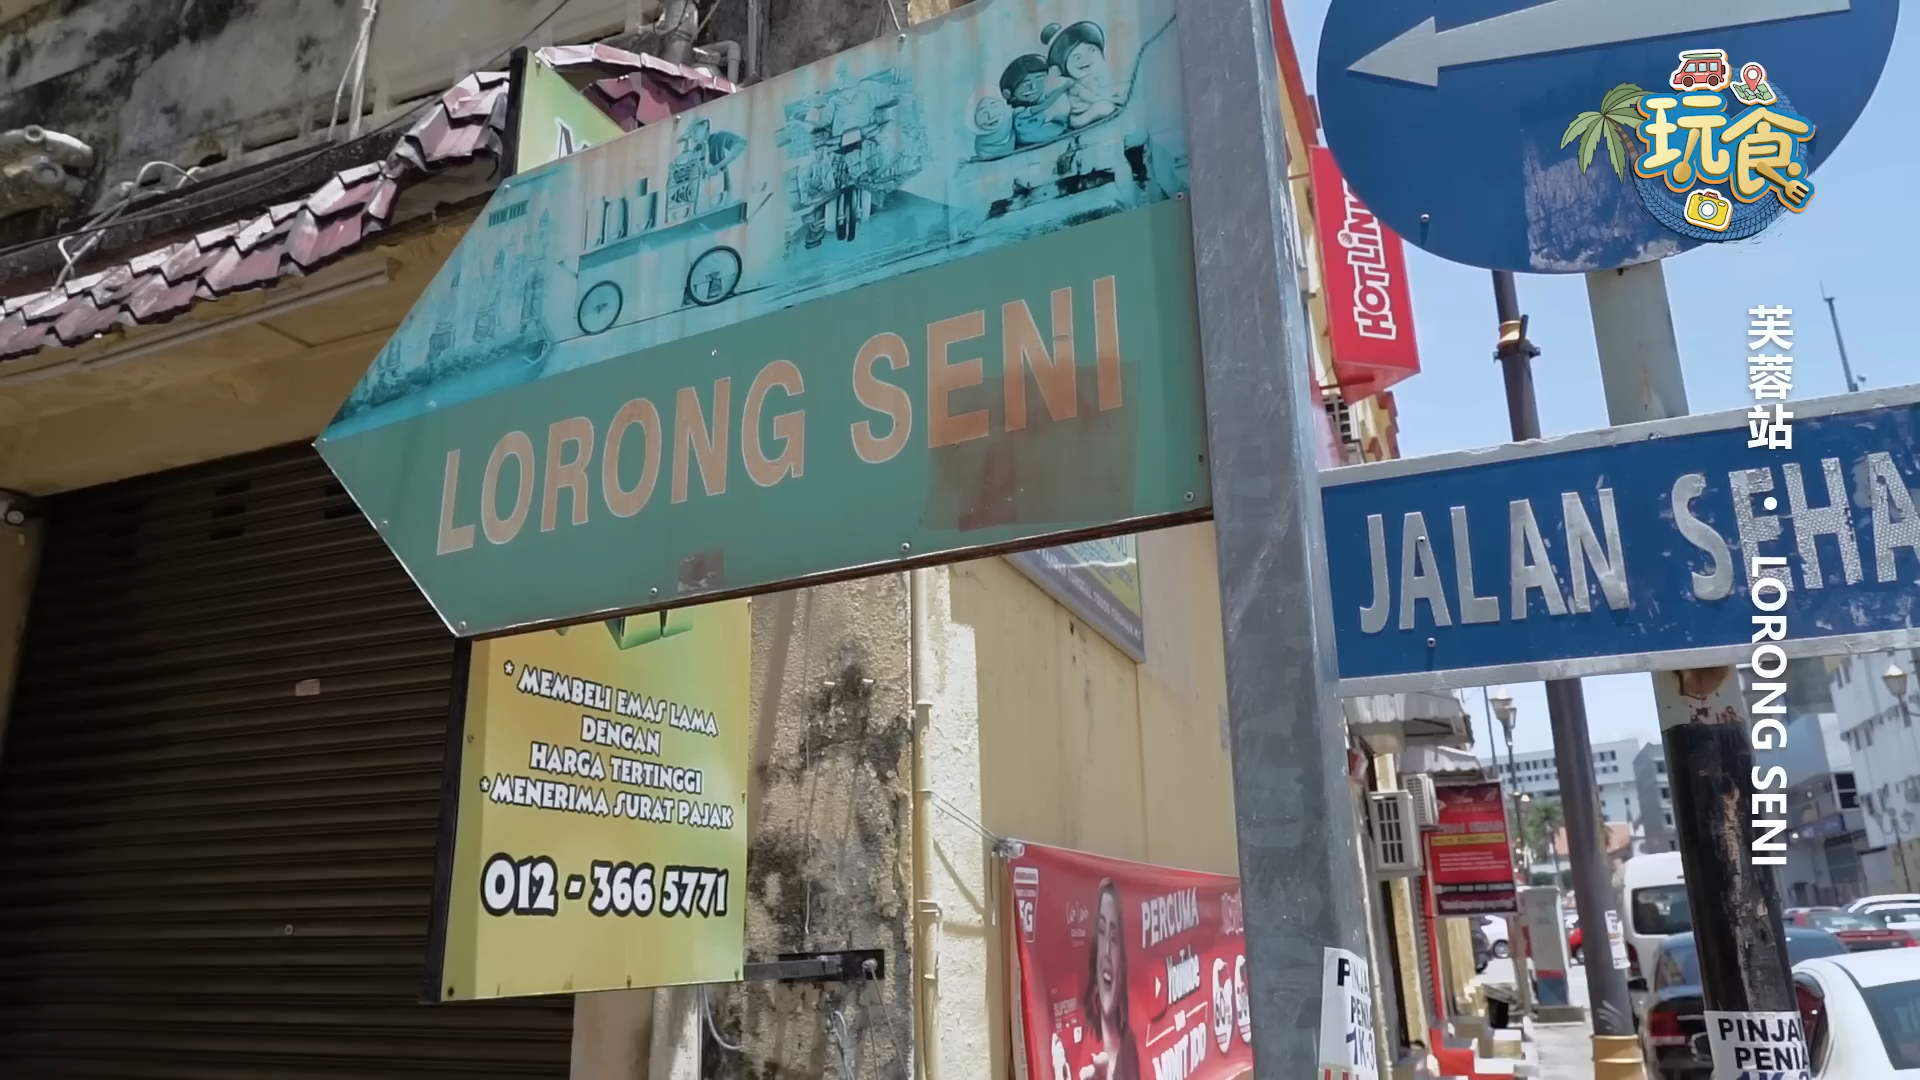 LORONG SENI
HOTLINK
玩食
芙蓉站 • LORONG SENI
JALAN SEHA
* MEMBELI EMAS LAMA
DENGAN
HARGA TERTINGGI
* MENERIMA SURAT PAJAK
012 - 366 5771
5G
PERCUMA
YouTube
PINJA
PENIA